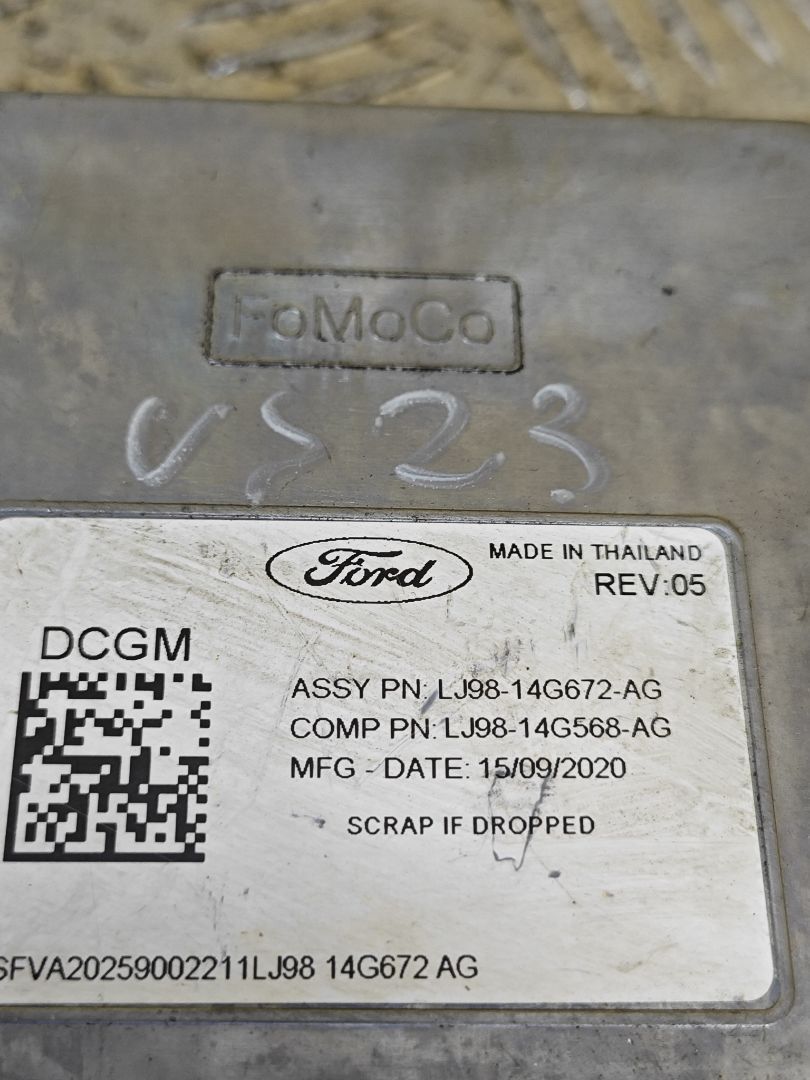 FoMoCo
VS23
Ford
MADE IN THAILAND
REV:05
DCGM
ASSY PN: LJ98-14G672-AG
COMP PN: LJ98-14G568-AG
MFG - DATE: 15/09/2020
SCRAP IF DROPPED
SFVA20259002211LJ98 14G672 AG